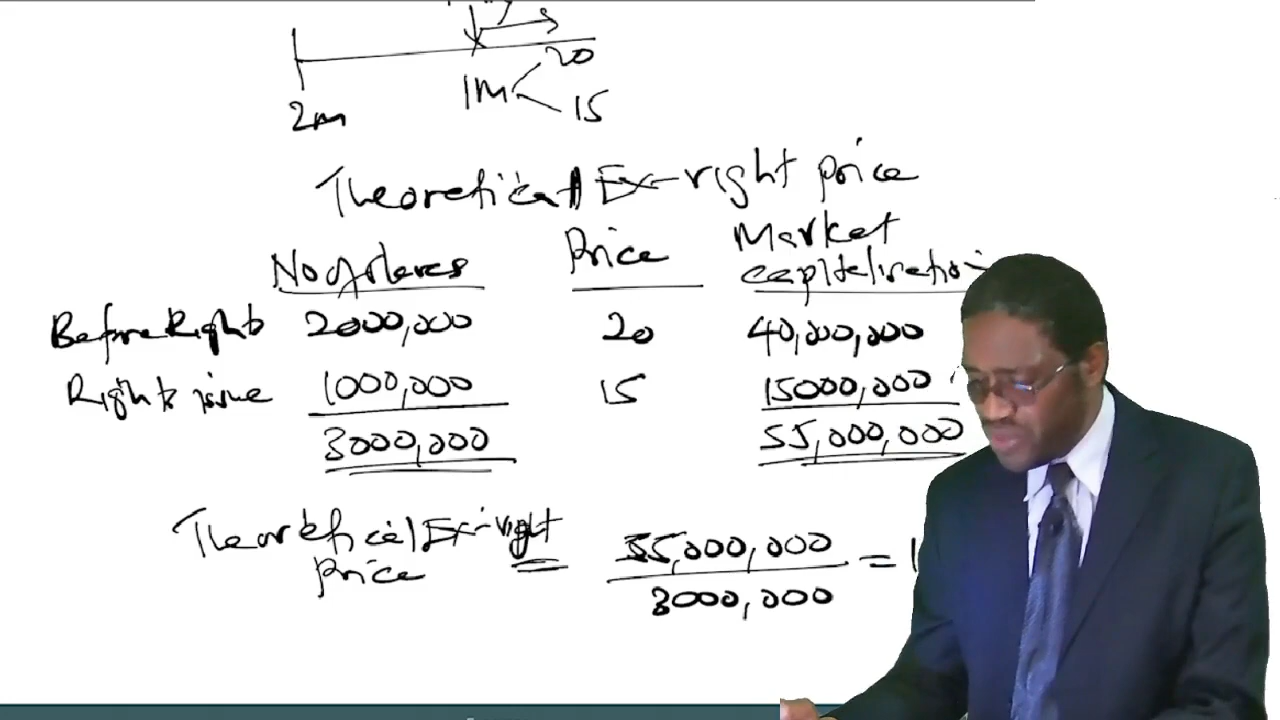 20
1M
2m
15
Theoretical Ex-right price
No of shares Price Market capitalisation
Before Right 2000,000 20 40,000,000
Rights issue 1000,000 15 15000,000
3000,000 55,000,000
Theoretical Ex-right = 55,000,000 = 1
Price 3000,000